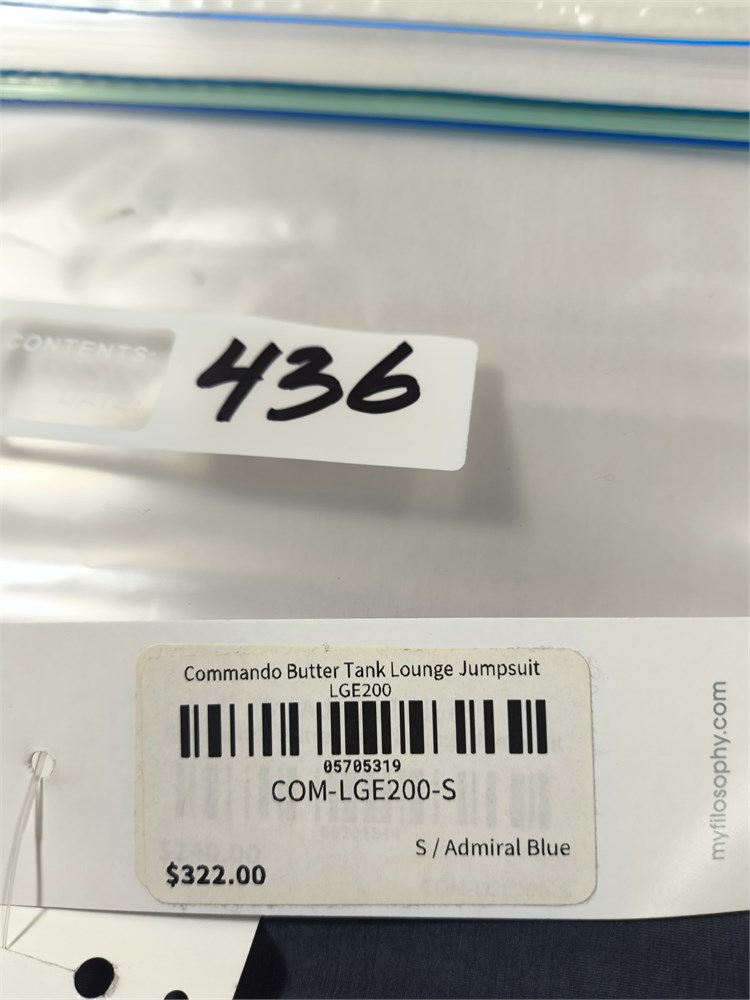 CONTENTS:
DATE:
436
Commando Butter Tank Lounge Jumpsuit
LGE200
05705319
COM-LGE200-S
S / Admiral Blue
$322.00
myfilosophy.com